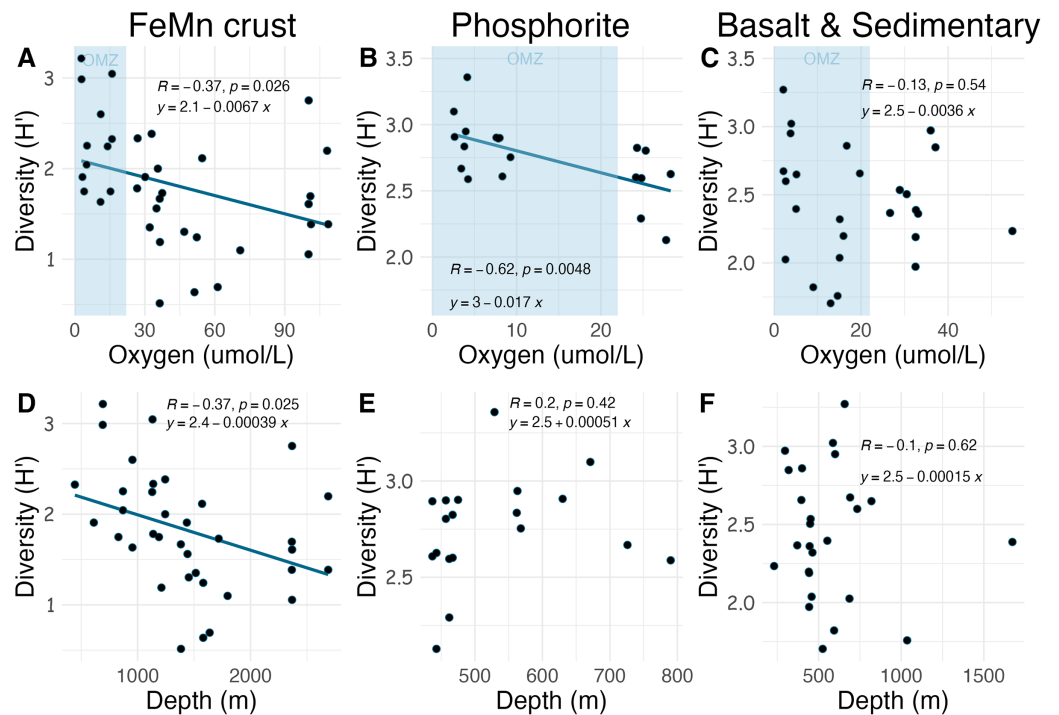 FeMn crust
Phosphorite
Basalt & Sedimentary
A
OMZ
R = −0.37, p = 0.026
y = 2.1 − 0.0067 x
Diversity (H')
3
2
1
0
30
60
90
Oxygen (umol/L)
B
OMZ
R = −0.62, p = 0.0048
y = 3 − 0.017 x
Diversity (H')
3.5
3.0
2.5
2.0
0
10
20
Oxygen (umol/L)
C
OMZ
R = −0.13, p = 0.54
y = 2.5 − 0.0036 x
Diversity (H')
3.5
3.0
2.5
2.0
0
20
40
Oxygen (umol/L)
D
R = −0.37, p = 0.025
y = 2.4 − 0.00039 x
Diversity (H')
3
2
1
1000
2000
Depth (m)
E
R = 0.2, p = 0.42
y = 2.5 + 0.00051 x
Diversity (H')
3.0
2.5
500
600
700
800
Depth (m)
F
R = −0.1, p = 0.62
y = 2.5 − 0.00015 x
Diversity (H')
3.0
2.5
2.0
500
1000
1500
Depth (m)